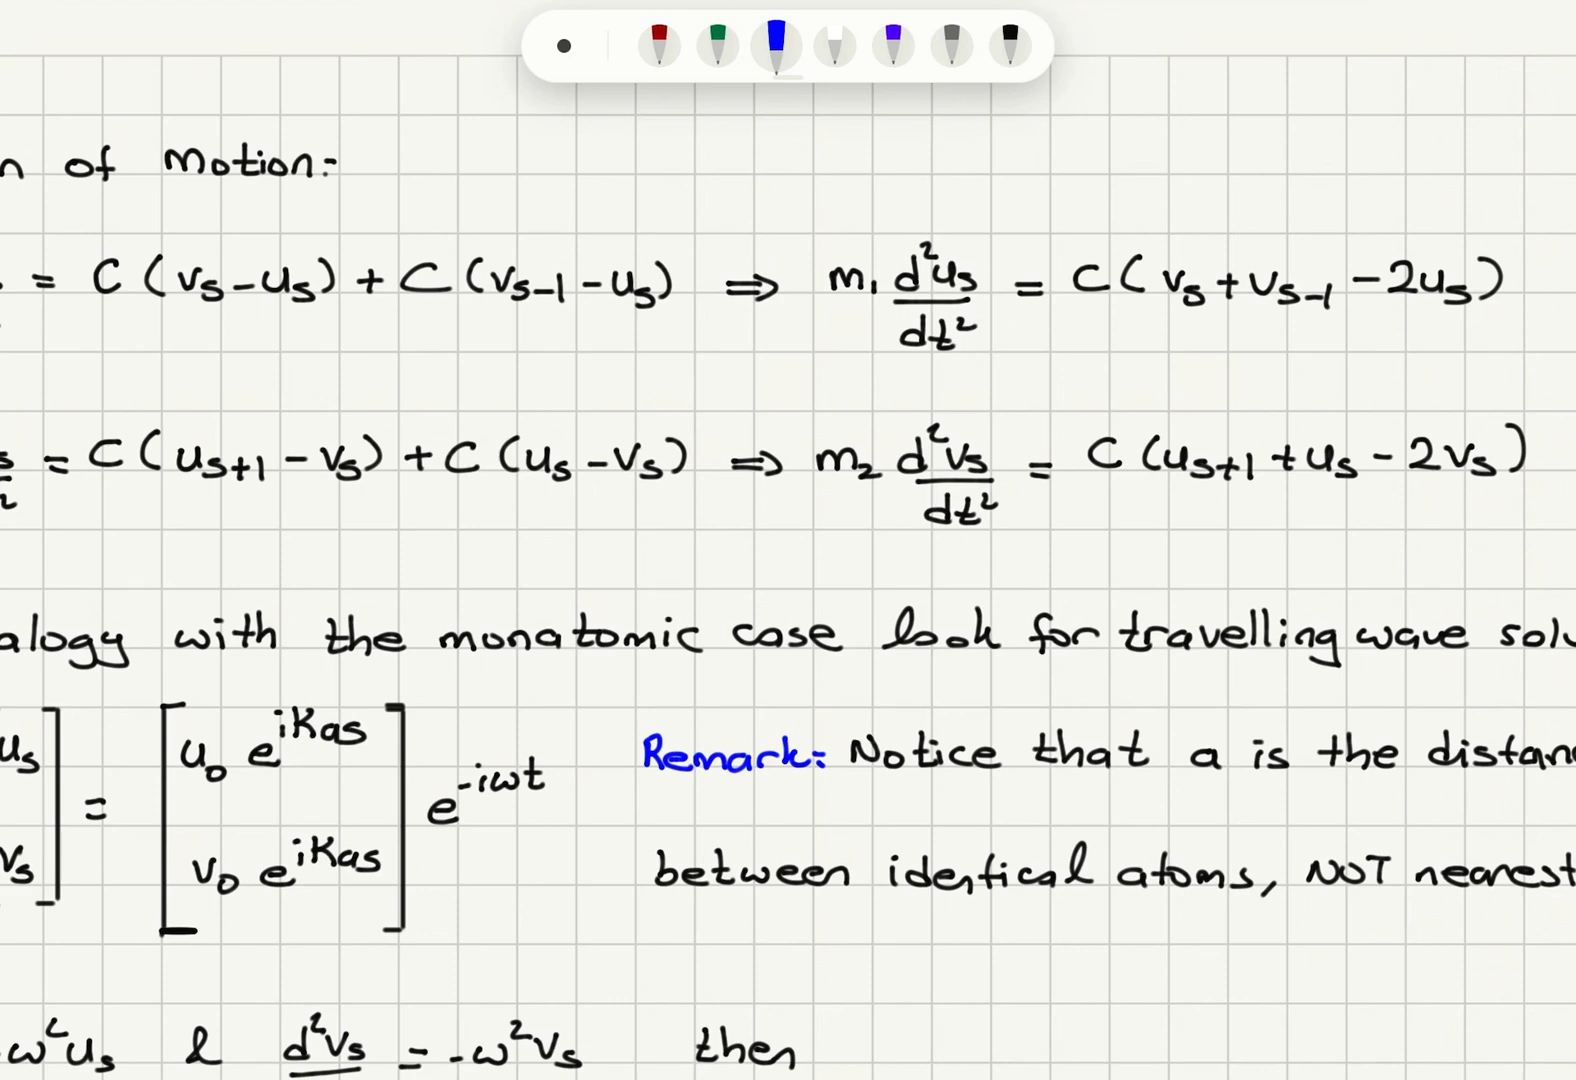 n of motion:
= C(vₛ-uₛ)+C(vₛ₋₁-uₛ) ⇒ m₁ d²uₛ/dt² = C(vₛ+vₛ₋₁-2uₛ)
s/2 = C(uₛ₊₁-vₛ)+C(uₛ-vₛ) ⇒ m₂ d²vₛ/dt² = C(uₛ₊₁+uₛ-2vₛ)
alogy with the monatomic case look for travelling wave solu
[uₛ vₛ] = [u₀ e^{iKas} v₀ e^{iKas}] e^{-iωt}
Remark: Notice that a is the distan
between identical atoms, NOT nearest
-ω²uₛ & d²vₛ = -ω²vₛ then